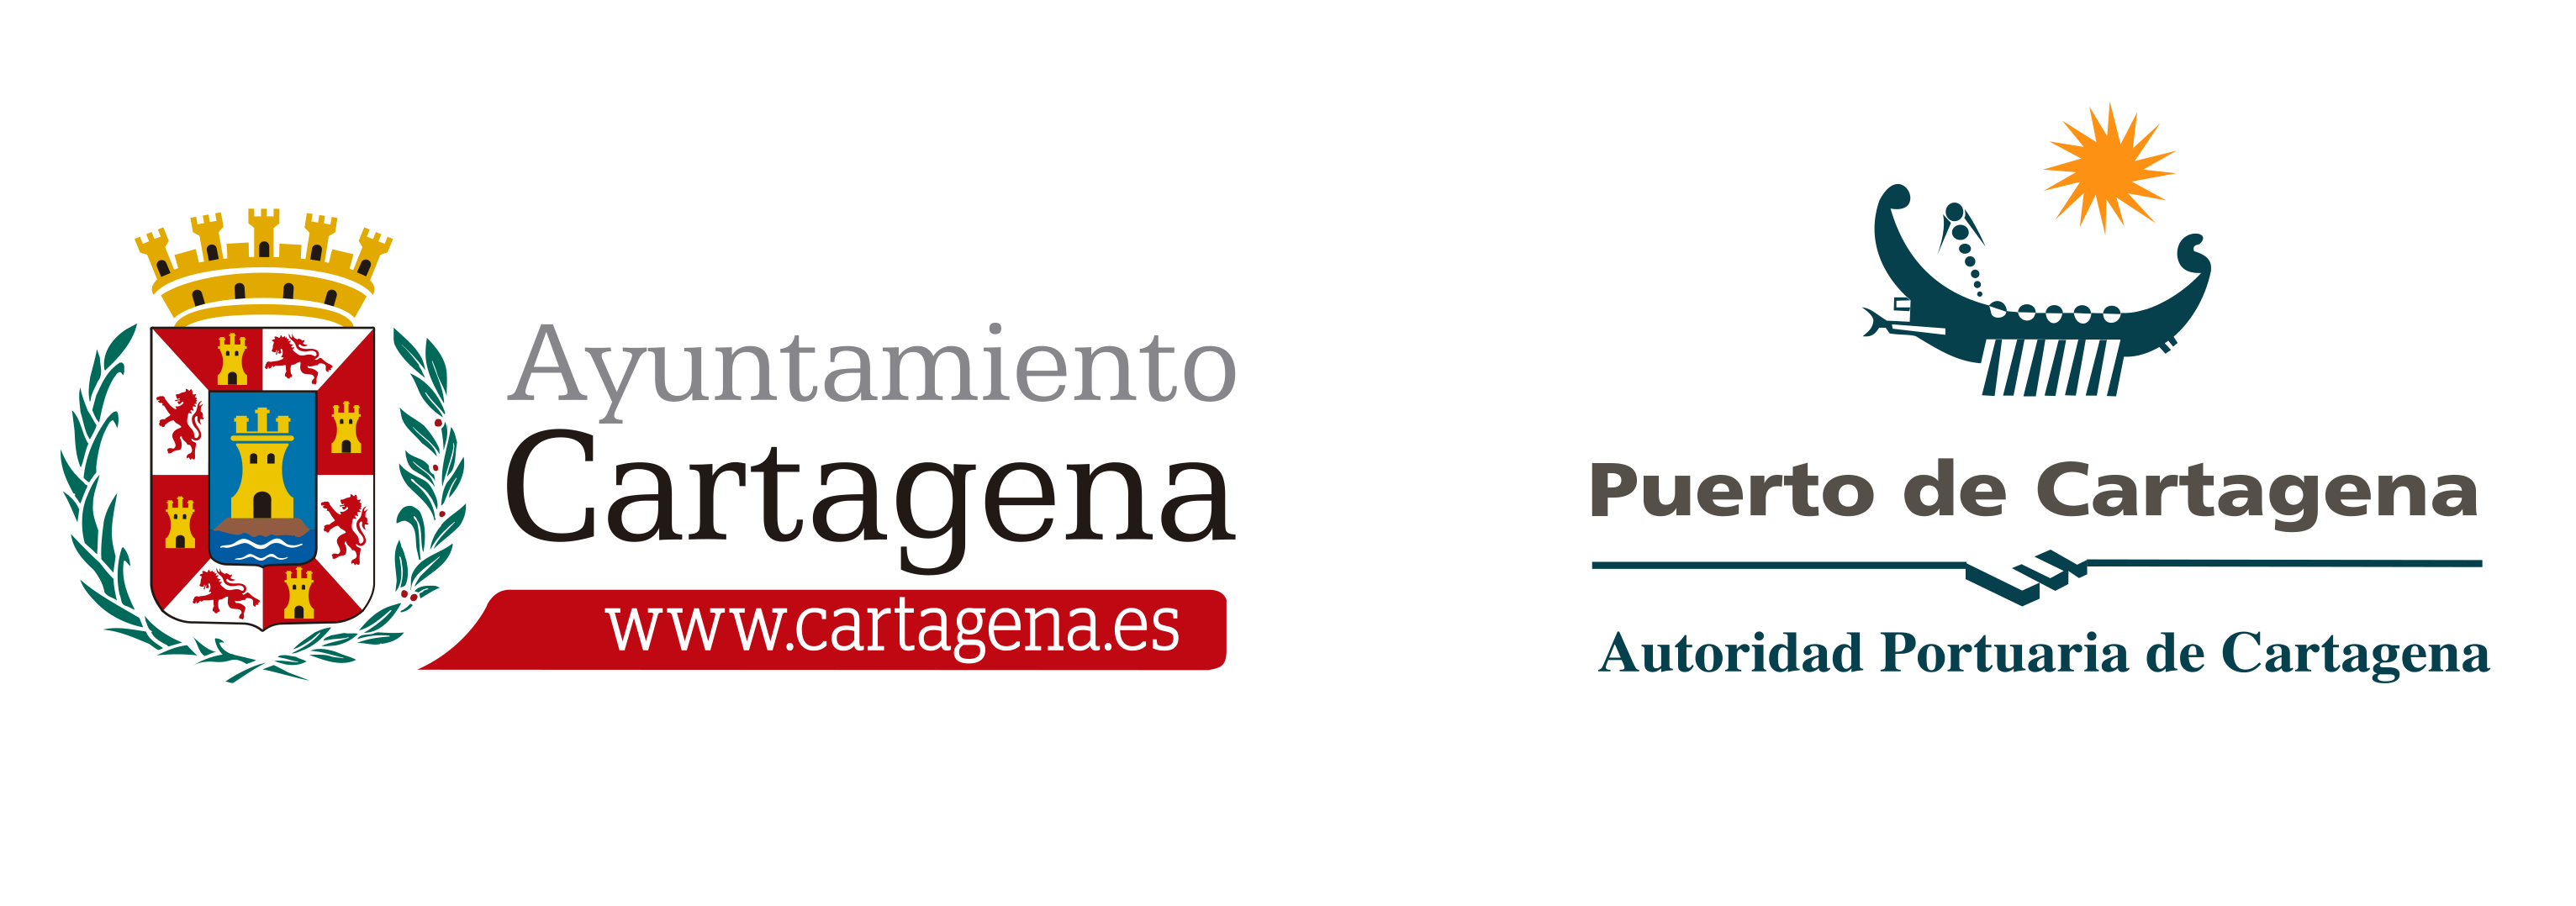 Ayuntamiento
Cartagena
www.cartagena.es
Puerto de Cartagena
Autoridad Portuaria de Cartagena